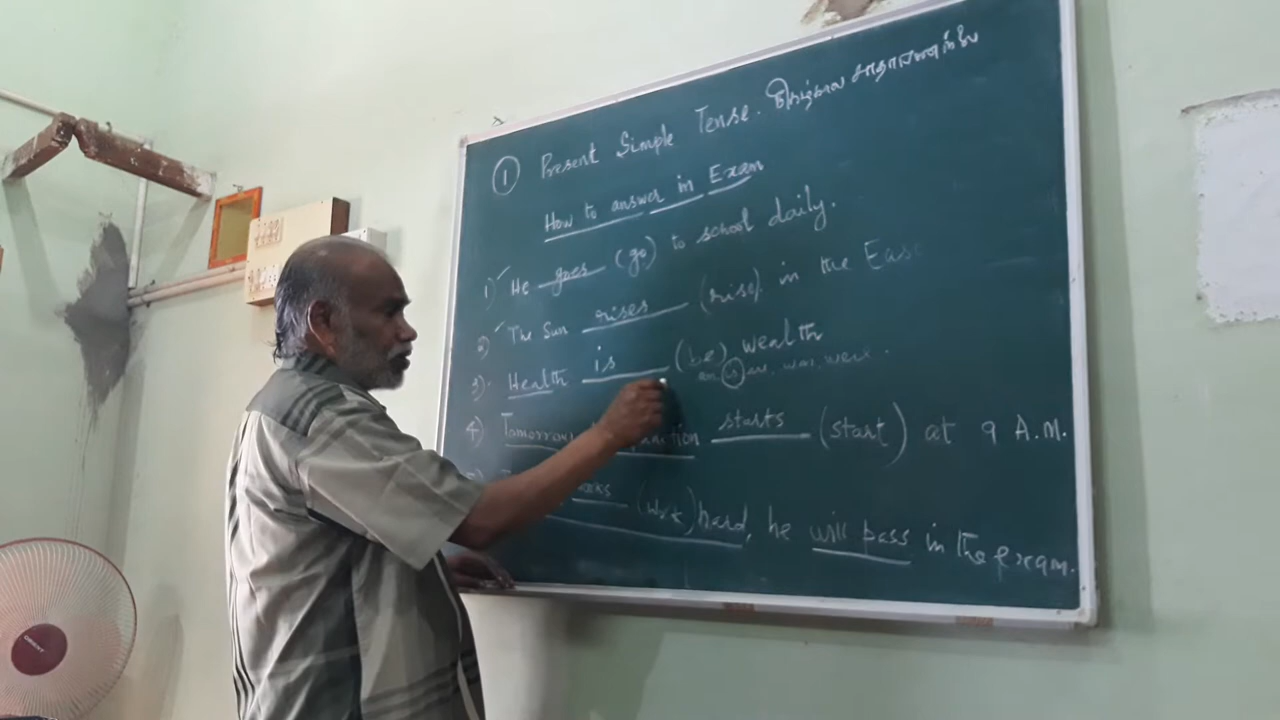 ① Present Simple Tense.
How to answer in Exam
1) He goes (go) to school daily.
2) The Sun rises (rise) in the East
3) Health is (be) wealth
am is are. was. were.
4) Tomorrow starts (start) at 9 A.M.
hard, he will pass in the exam.